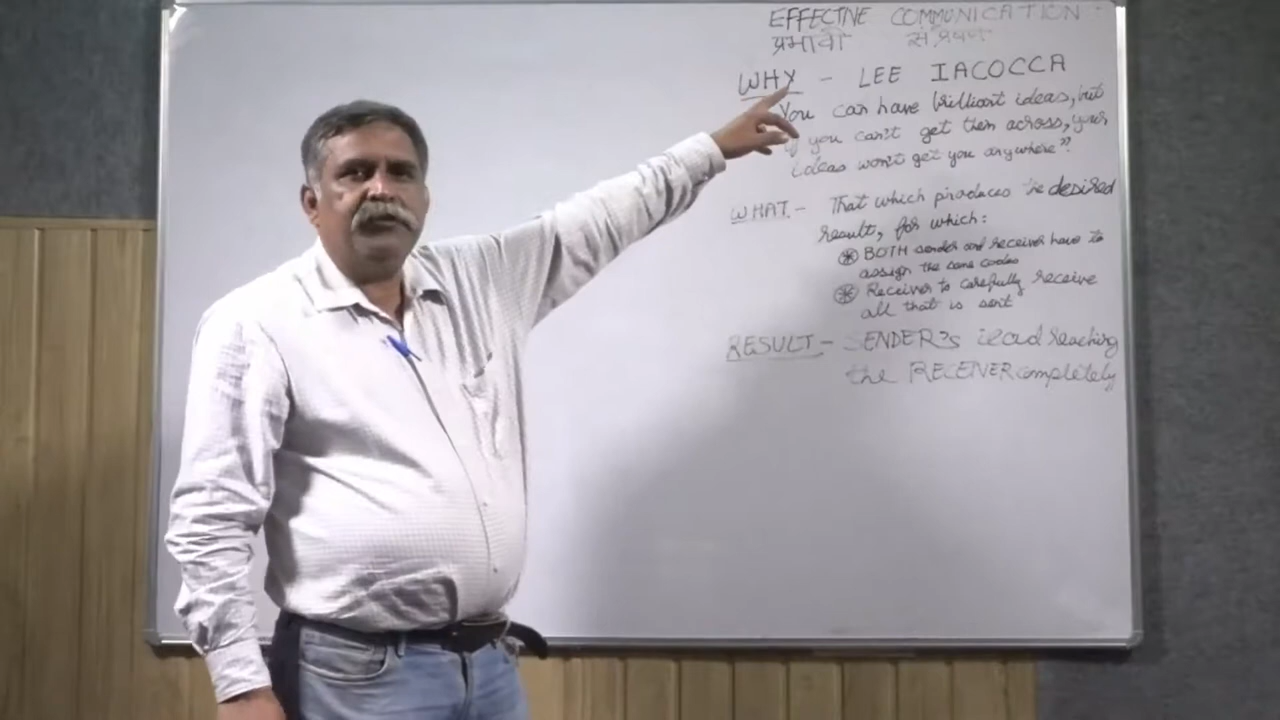 EFFECTIVE COMMUNICATION -
प्रभावी संप्रेषण
WHY - LEE IACOCCA
You can have brilliant ideas, but
if you can't get them across, your
ideas won't get you anywhere".
WHAT - That which produces the desired
result, for which:
BOTH sender and receiver have to
assign the same codes
Receiver to carefully receive
all that is sent
RESULT - SENDER's reaching
the RECEIVER completely